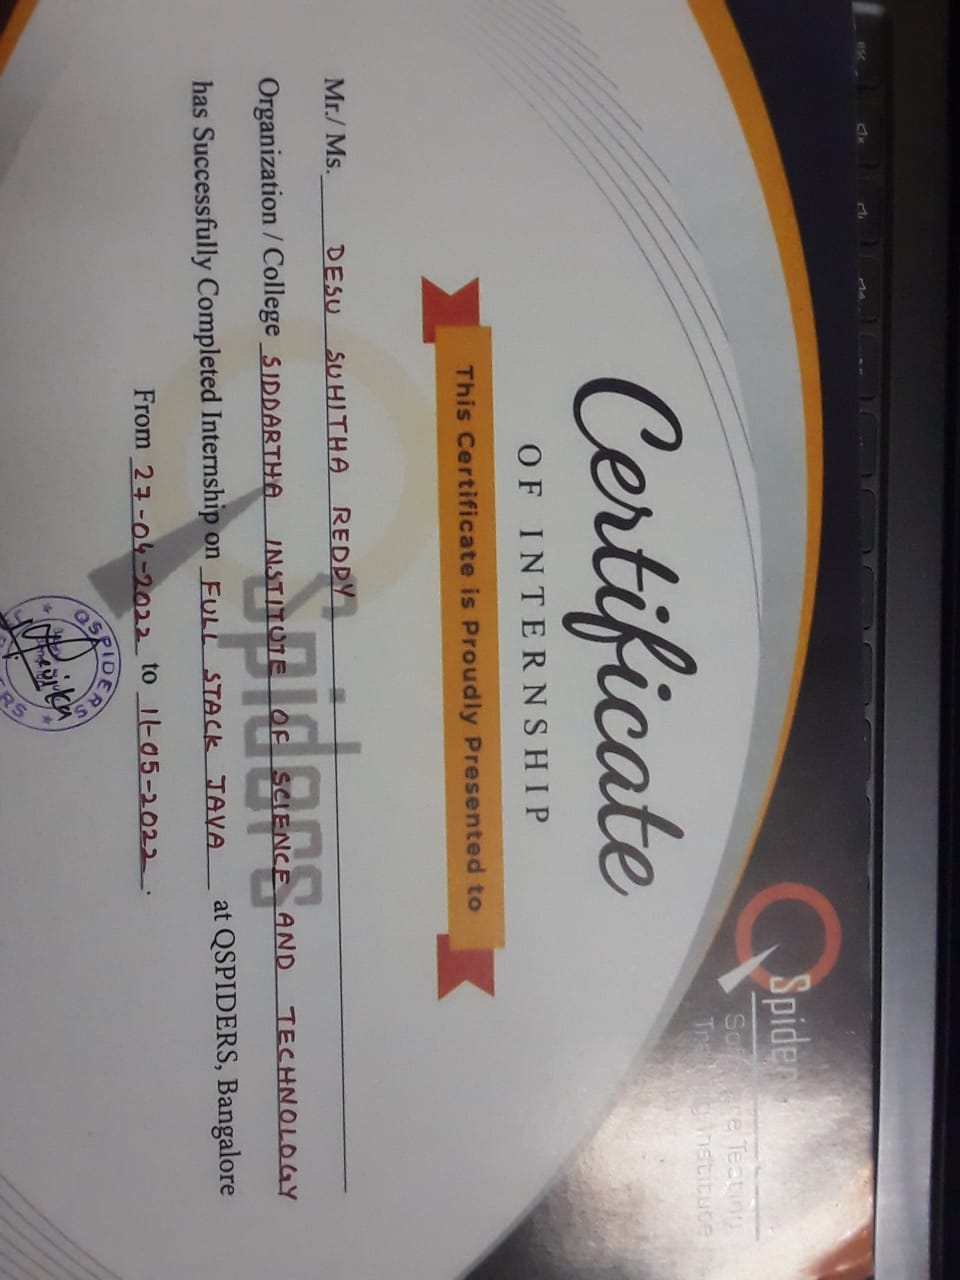 esc
Spiders
Software Testing
Training Institute
Certificate
OF INTERNSHIP
This Certificate is Proudly Presented to
Mr./ Ms. DESU SUHITHA REDDY
Spiders
Organization / College SIDDARTHA INSTITUTE OF SCIENCE AND TECHNOLOGY
has Successfully Completed Internship on FULL STACK JAVA at QSPIDERS, Bangalore
From 27-04-2022 to 11-05-2022.
QSPIDERS